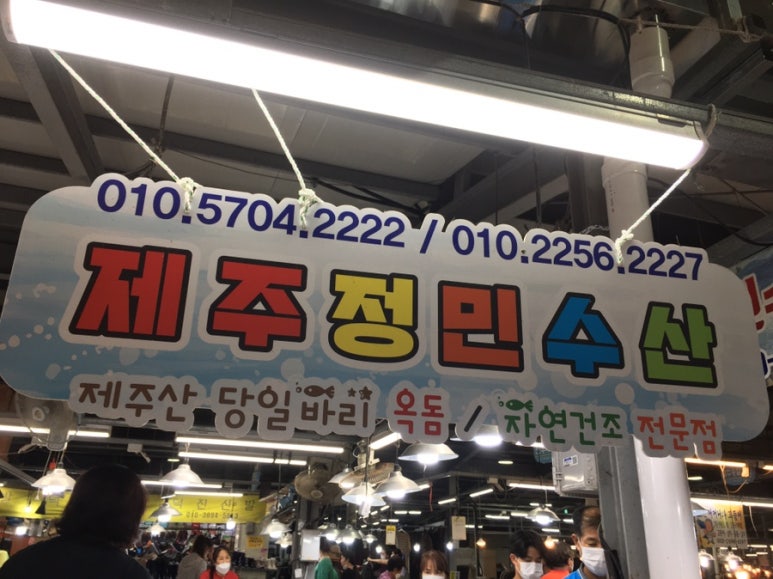 010.5704.2222 / 010.2256.2227
제주정민수산
제주산 당일바리 옥돔 / 자연건조 전문점